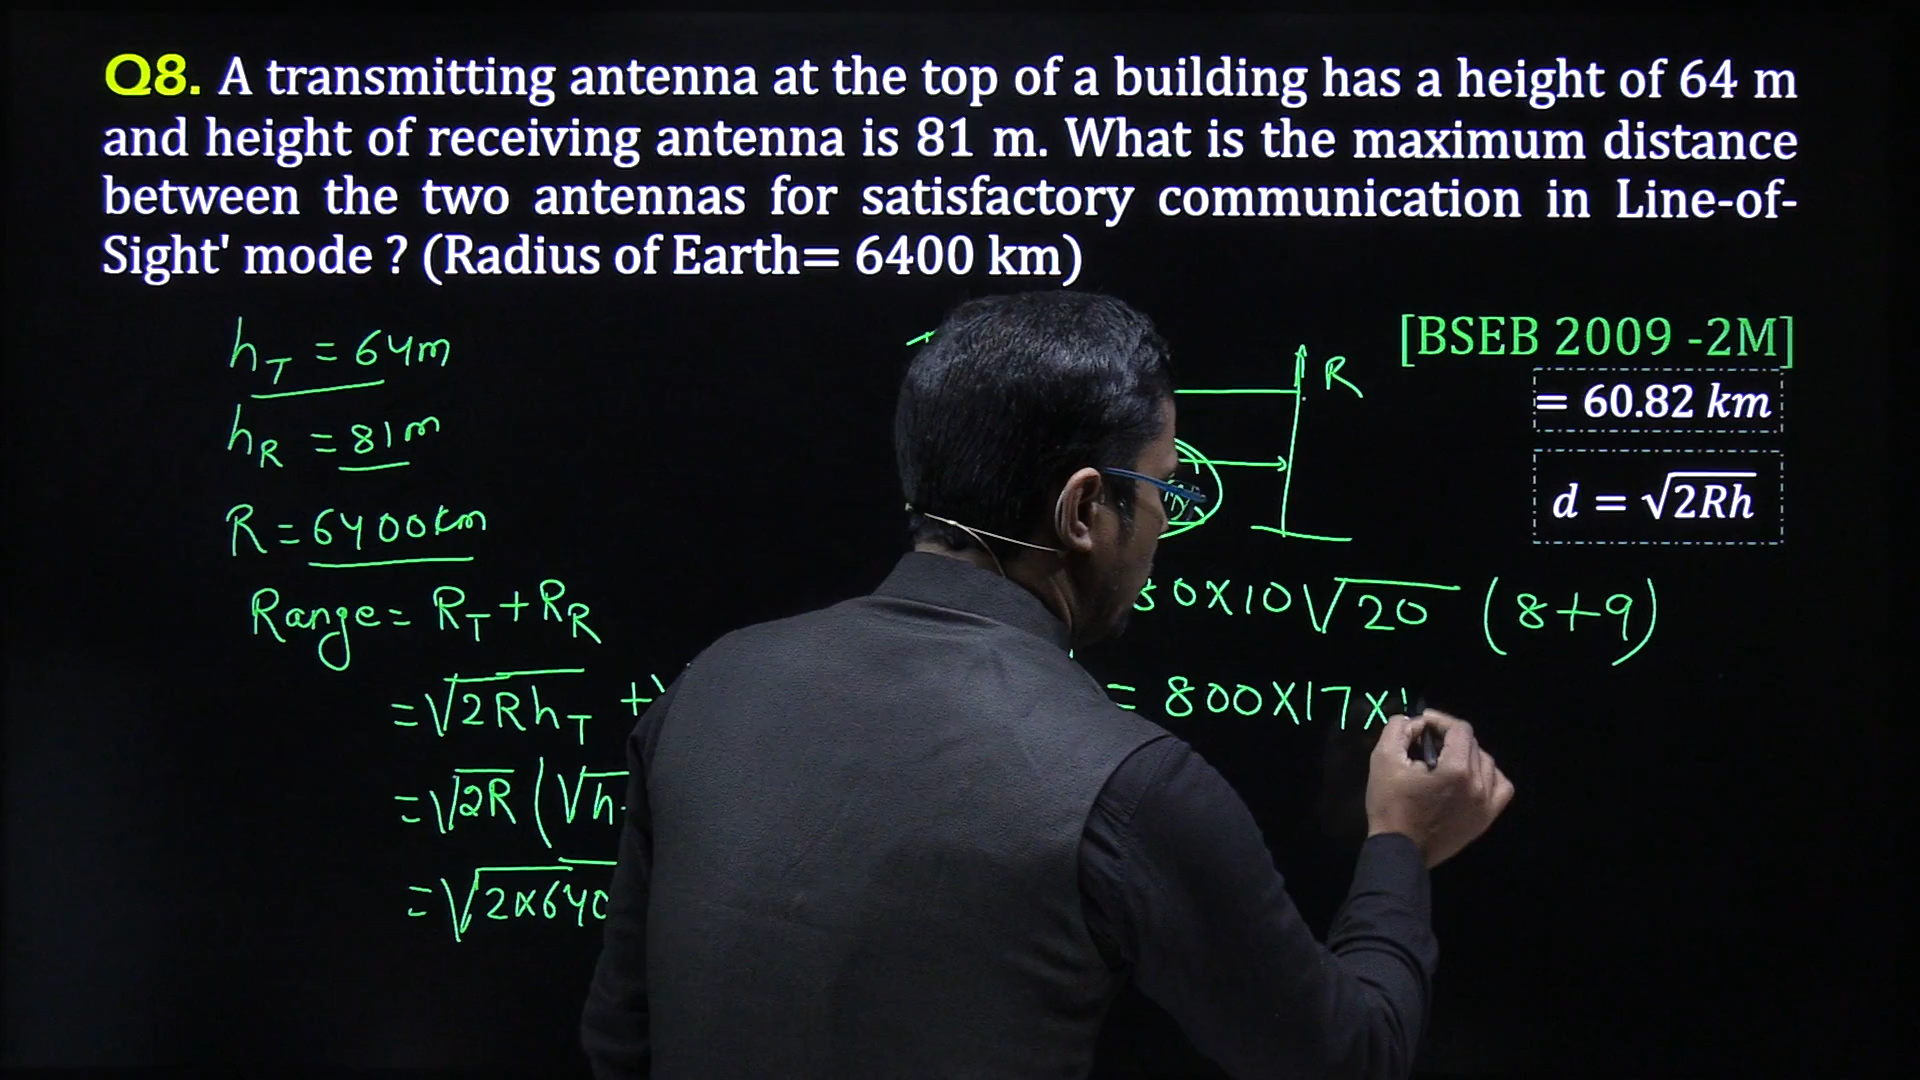 Q8. A transmitting antenna at the top of a building has a height of 64 m
and height of receiving antenna is 81 m. What is the maximum distance
between the two antennas for satisfactory communication in Line-of-
Sight' mode ? (Radius of Earth= 6400 km)
[BSEB 2009 -2M]
= 60.82 km
d = √2Rh
h_T = 64m
h_R = 81m
R = 6400km
Range = R_T + R_R
= √2Rh_T +
= √2R (√h
= √2×640
R
0×10√20 (8+9)
= 800×17×